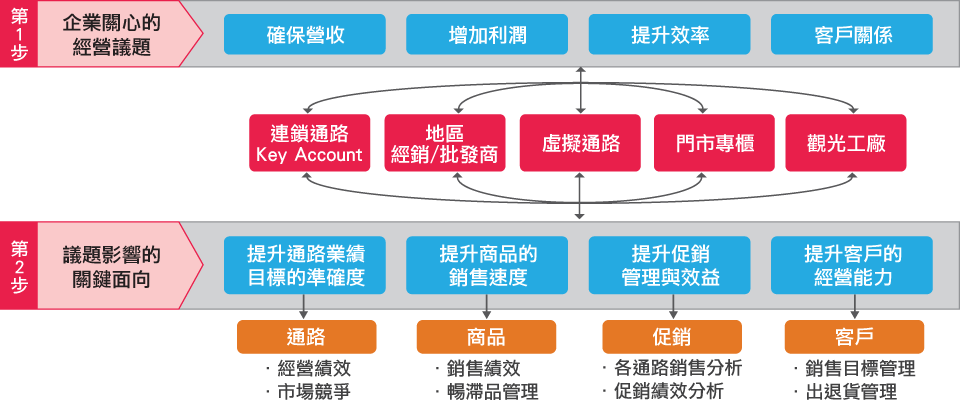 第1步
企業關心的
經營議題
確保營收
增加利潤
提升效率
客戶關係
連鎖通路
Key Account
地區
經銷/批發商
虛擬通路
門市專櫃
觀光工廠
第2步
議題影響的
關鍵面向
提升通路業績
目標的準確度
提升商品的
銷售速度
提升促銷
管理與效益
提升客戶的
經營能力
通路
商品
促銷
客戶
· 經營績效
· 市場競爭
· 銷售績效
· 暢滯品管理
· 各通路銷售分析
· 促銷績效分析
· 銷售目標管理
· 出退貨管理